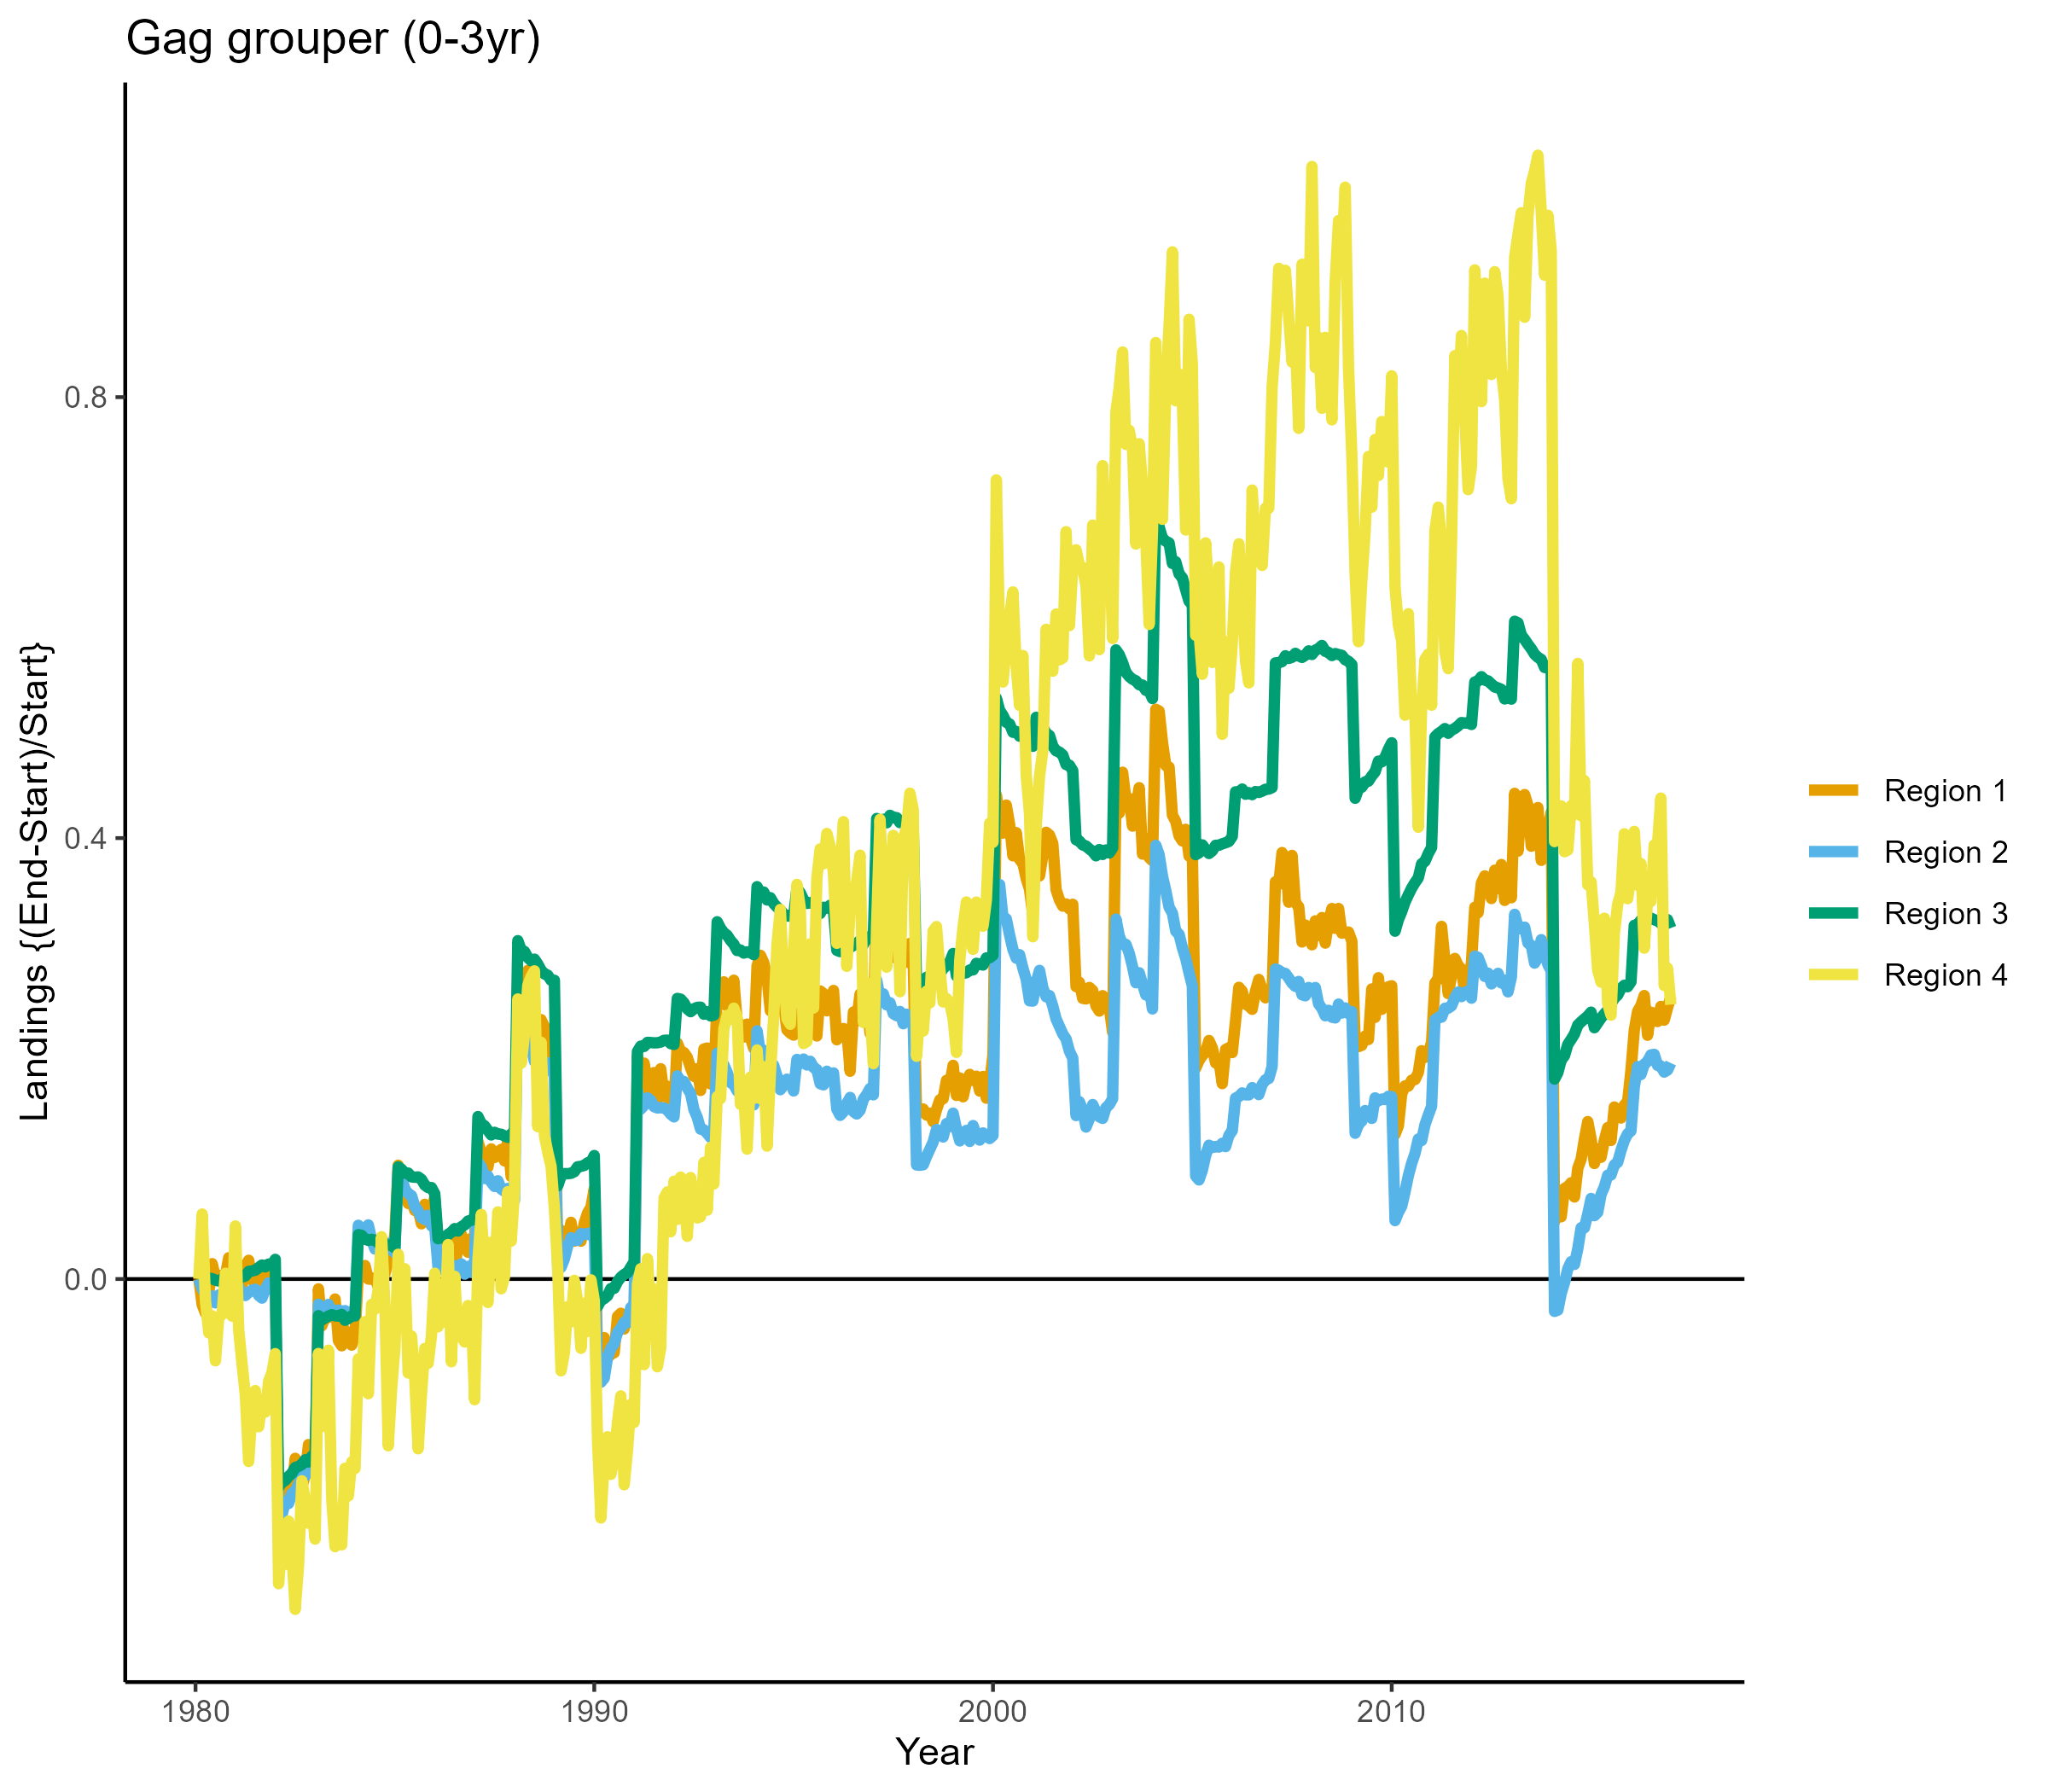 Gag grouper (0-3yr)
Landings {(End-Start)/Start}
0.8
0.4
0.0
1980
1990
2000
2010
Year
Region 1
Region 2
Region 3
Region 4